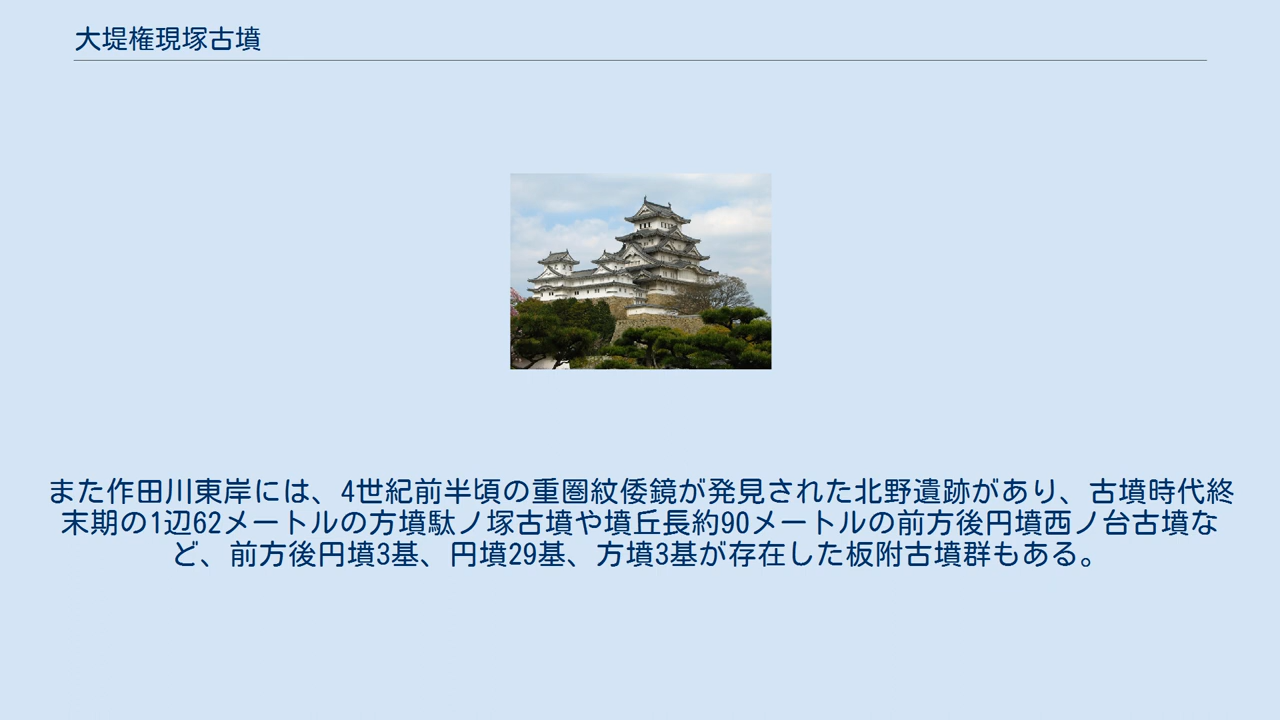 大堤権現塚古墳
また作田川東岸には、4世紀前半頃の重圏紋倭鏡が発見された北野遺跡があり、古墳時代終
末期の1辺62メートルの方墳駄ノ塚古墳や墳丘長約90メートルの前方後円墳西ノ台古墳な
ど、前方後円墳3基、円墳29基、方墳3基が存在した板附古墳群もある。